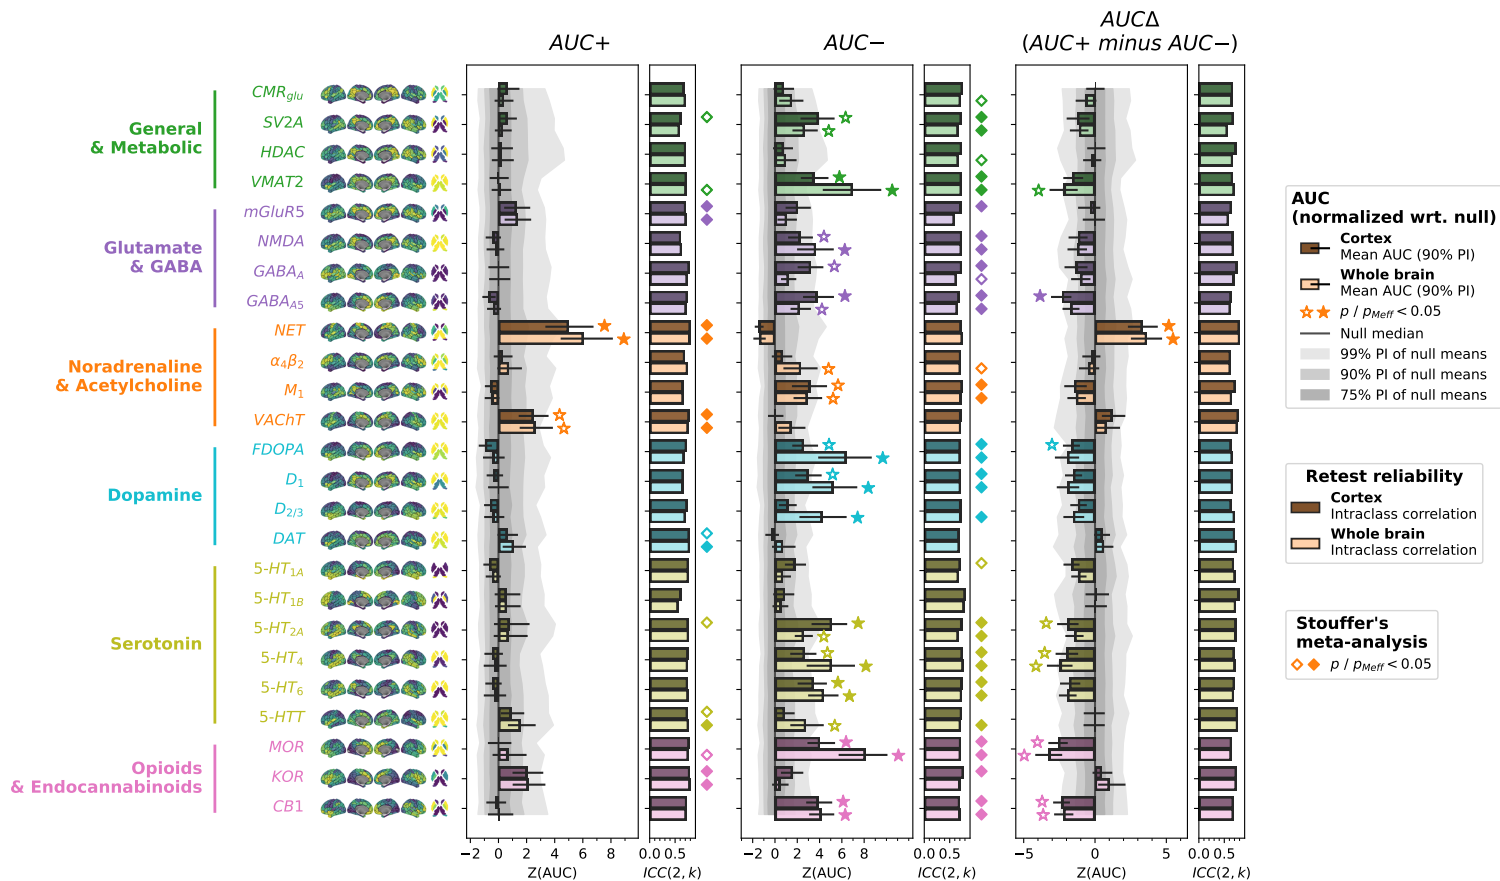 AUC+
AUC−
AUCΔ
(AUC+ minus AUC−)
General
& Metabolic
CMRglu
SV2A
HDAC
VMAT2
Glutamate
& GABA
mGluR5
NMDA
GABAA
GABAA5
Noradrenaline
& Acetylcholine
NET
α4β2
M1
VAChT
Dopamine
FDOPA
D1
D2/3
DAT
Serotonin
5-HT1A
5-HT1B
5-HT2A
5-HT4
5-HT6
5-HTT
Opioids
& Endocannabinoids
MOR
KOR
CB1
−2 0 2 4 6 8
Z(AUC)
0.0 0.5
ICC(2, k)
−2 0 2 4 6 8
Z(AUC)
0.0 0.5
ICC(2, k)
−5 0 5
Z(AUC)
0.0 0.5
ICC(2, k)
AUC
(normalized wrt. null)
Cortex
Mean AUC (90% PI)
Whole brain
Mean AUC (90% PI)
p / pMeff < 0.05
Null median
99% PI of null means
90% PI of null means
75% PI of null means
Retest reliability
Cortex
Intraclass correlation
Whole brain
Intraclass correlation
Stouffer's
meta-analysis
p / pMeff < 0.05